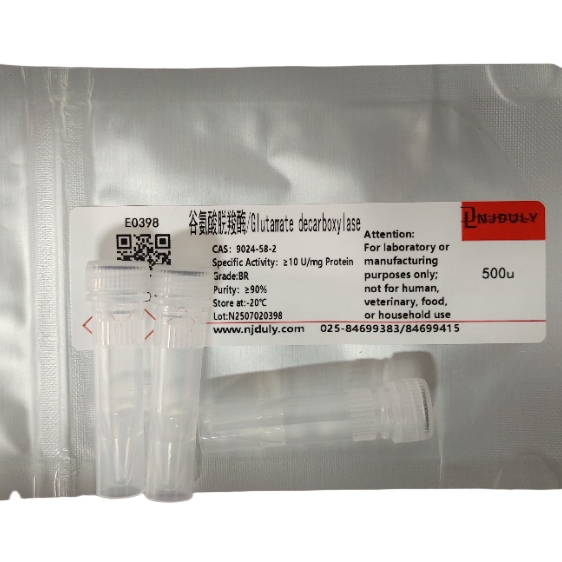 E0398
谷氨酸脱羧酶/Glutamate decarboxylase
CAS: 9024-58-2
Specific Activity: ≥10 U/mg Protein
Grade:BR
Purity: ≥90%
Store at:-20℃
Lot:N2507020398
www.njduly.com 025-84699383/84699415
Attention:
For laboratory or
manufacturing
purposes only;
not for human,
veterinary, food,
or household use
NJDULY
500u